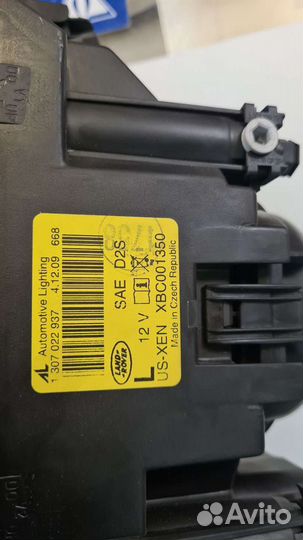 AL Automotive Lighting
1 307 022 937 4.12.09 668
SAE D2S
12 V
L
US-XEN XBC001350
Made in Czech Republic
LAND-
ROVER
Avito